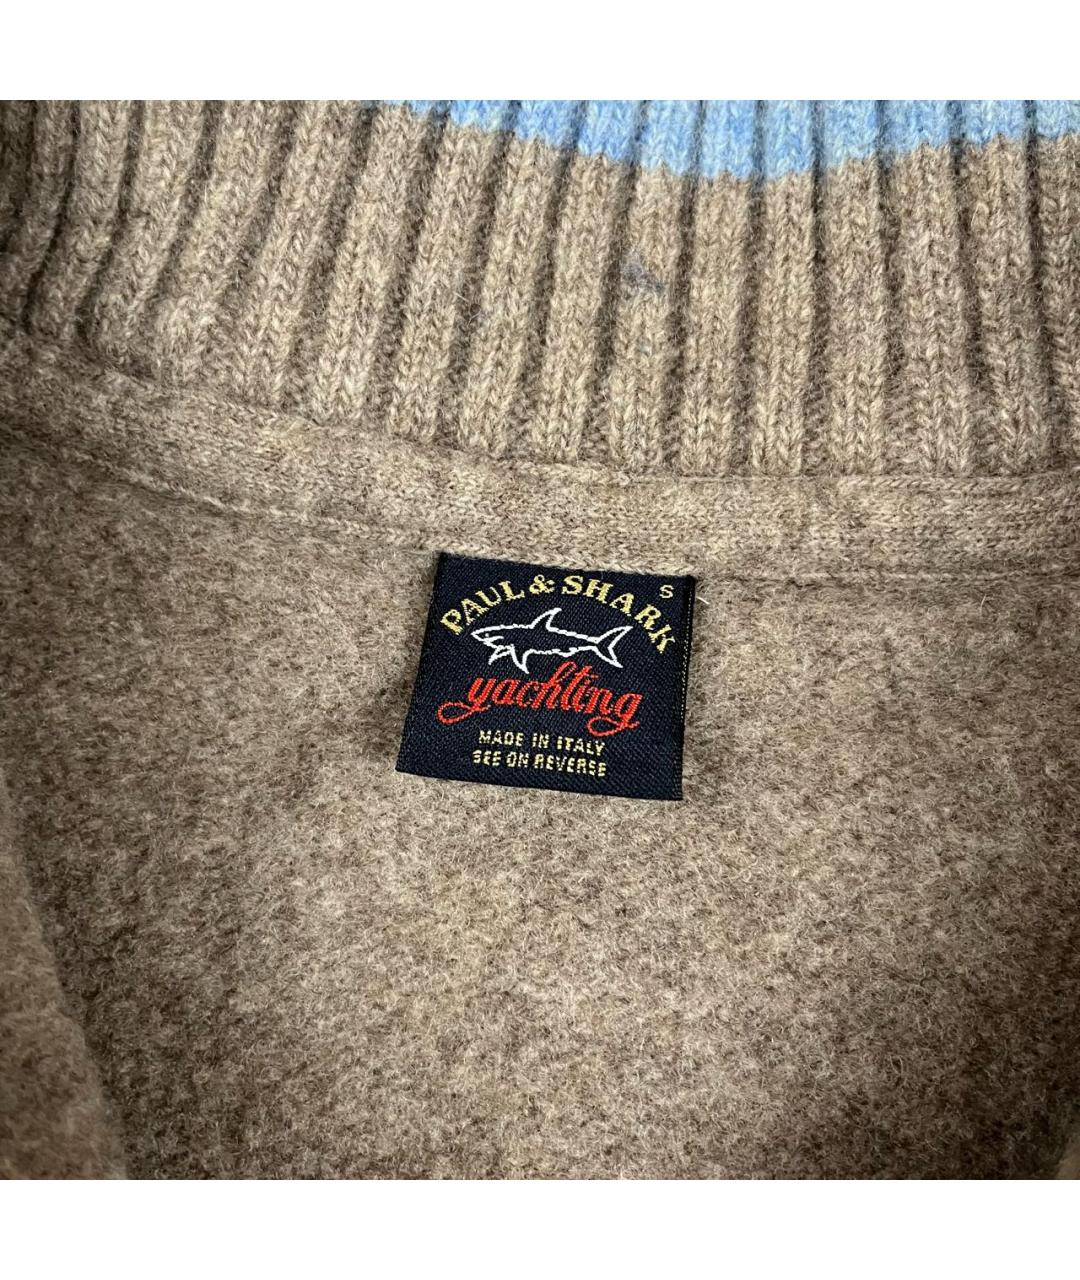 PAUL & SHARK
S
yachting
MADE IN ITALY
SEE ON REVERSE